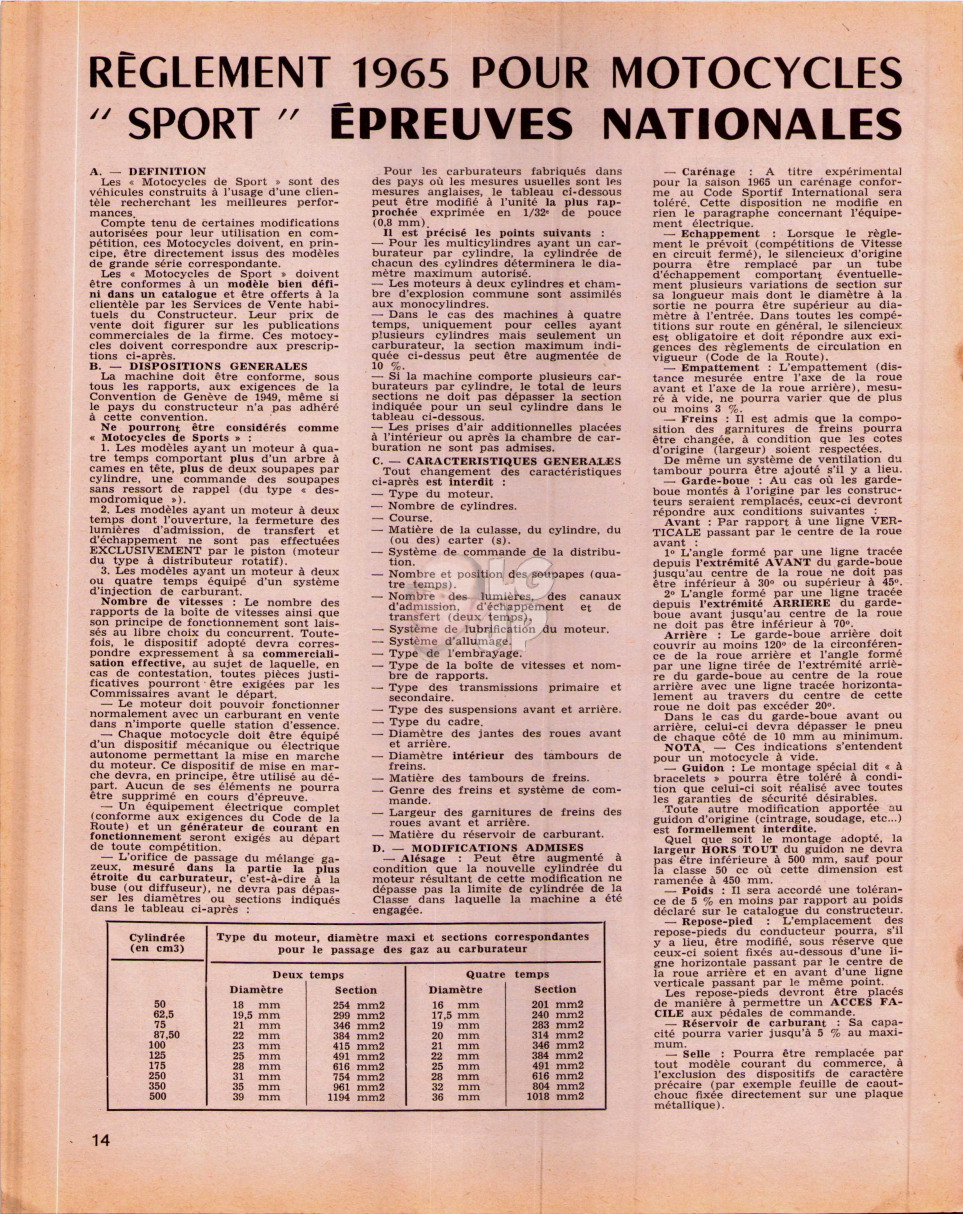 RÈGLEMENT 1965 POUR MOTOCYCLES
" SPORT " ÉPREUVES NATIONALES
A. — DEFINITION
Les « Motocycles de Sport » sont des
véhicules construits à l'usage d'une clien-
tèle recherchant les meilleures perfor-
mances.
Compte tenu de certaines modifications
autorisées pour leur utilisation en com-
pétition, ces Motocycles doivent, en prin-
cipe, être directement issus des modèles
de grande série correspondante.
Les « Motocycles de Sport » doivent
être conformes à un modèle bien défi-
ni dans un catalogue et être offerts à la
clientèle par les Services de Vente habi-
tuels du Constructeur. Leur prix de
vente doit figurer sur les publications
commerciales de la firme. Ces motocy-
cles doivent correspondre aux prescrip-
tions ci-après.
B. — DISPOSITIONS GENERALES
La machine doit être conforme, sous
tous les rapports, aux exigences de la
Convention de Genève de 1949, même si
le pays du constructeur n'a pas adhéré
à cette convention.
Ne pourront être considérés comme
« Motocycles de Sports » :
1. Les modèles ayant un moteur à qua-
tre temps comportant plus d'un arbre à
cames en tête, plus de deux soupapes par
cylindre, une commande des soupapes
sans ressort de rappel (du type « des-
modromique »).
2. Les modèles ayant un moteur à deux
temps dont l'ouverture, la fermeture des
lumières d'admission, de transfert et
d'échappement ne sont pas effectuées
EXCLUSIVEMENT par le piston (moteur
du type à distributeur rotatif).
3. Les modèles ayant un moteur à deux
ou quatre temps équipé d'un système
d'injection de carburant.
Nombre de vitesses : Le nombre des
rapports de la boîte de vitesses ainsi que
son principe de fonctionnement sont lais-
sés au libre choix du concurrent. Toute-
fois, le dispositif adopté devra corres-
pondre expressement à sa commerciali-
sation effective, au sujet de laquelle, en
cas de contestation, toutes pièces justi-
ficatives pourront être exigées par les
Commissaires avant le départ.
— Le moteur doit pouvoir fonctionner
normalement avec un carburant en vente
dans n'importe quelle station d'essence.
— Chaque motocycle doit être équipé
d'un dispositif mécanique ou électrique
autonome permettant la mise en marche
du moteur. Ce dispositif de mise en mar-
che devra, en principe, être utilisé au dé-
part. Aucun de ses éléments ne pourra
être supprimé en cours d'épreuve.
— Un équipement électrique complet
(conforme aux exigences du Code de la
Route) et un générateur de courant en
fonctionnement seront exigés au départ
de toute compétition.
— L'orifice de passage du mélange ga-
zeux, mesuré dans la partie la plus
étroite du carburateur, c'est-à-dire à la
buse (ou diffuseur), ne devra pas dépas-
ser les diamètres ou sections indiqués
dans le tableau ci-après :
Pour les carburateurs fabriqués dans
des pays où les mesures usuelles sont les
mesures anglaises, le tableau ci-dessous
peut être modifié à l'unité la plus rap-
prochée exprimée en 1/32e de pouce
(0,8 mm).
Il est précisé les points suivants :
— Pour les multicylindres ayant un car-
burateur par cylindre, la cylindrée de
chacun des cylindres déterminera le dia-
mètre maximum autorisé.
— Les moteurs à deux cylindres et cham-
bre d'explosion commune sont assimilés
aux monocylindres.
— Dans le cas des machines à quatre
temps, uniquement pour celles ayant
plusieurs cylindres mais seulement un
carburateur, la section maximum indi-
quée ci-dessus peut être augmentée de
10 %.
— Si la machine comporte plusieurs car-
burateurs par cylindre, le total de leurs
sections ne doit pas dépasser la section
indiquée pour un seul cylindre dans le
tableau ci-dessous.
— Les prises d'air additionnelles placées
à l'intérieur ou après la chambre de car-
buration ne sont pas admises.
C. — CARACTERISTIQUES GENERALES
Tout changement des caractéristiques
ci-après est interdit :
— Type du moteur.
— Nombre de cylindres.
— Course.
— Matière de la culasse, du cylindre, du
(ou des) carter (s).
— Système de commande de la distribu-
tion.
— Nombre et position des soupapes (qua-
tre temps).
— Nombre des lumières, des canaux
d'admission, d'échappement et de
transfert (deux temps).
— Système de lubrification du moteur.
— Système d'allumage.
— Type de l'embrayage.
— Type de la boîte de vitesses et nom-
bre de rapports.
— Type des transmissions primaire et
secondaire.
— Type des suspensions avant et arrière.
— Type du cadre.
— Diamètre des jantes des roues avant
et arrière.
— Diamètre intérieur des tambours de
freins.
— Matière des tambours de freins.
— Genre des freins et système de com-
mande.
— Largeur des garnitures de freins des
roues avant et arrière.
— Matière du réservoir de carburant.
D. — MODIFICATIONS ADMISES
— Alésage : Peut être augmenté à
condition que la nouvelle cylindrée du
moteur résultant de cette modification ne
dépasse pas la limite de cylindrée de la
Classe dans laquelle la machine a été
engagée.
— Carénage : A titre expérimental
pour la saison 1965 un carénage confor-
me au Code Sportif International sera
toléré. Cette disposition ne modifie en
rien le paragraphe concernant l'équipe-
ment électrique.
— Echappement : Lorsque le règle-
ment le prévoit (compétitions de Vitesse
en circuit fermé), le silencieux d'origine
pourra être remplacé par un tube
d'échappement comportant éventuelle-
ment plusieurs variations de section sur
sa longueur mais dont le diamètre à la
sortie ne pourra être supérieur au dia-
mètre à l'entrée. Dans toutes les compé-
titions sur route en général, le silencieux
est obligatoire et doit répondre aux exi-
gences des règlements de circulation en
vigueur (Code de la Route).
— Empattement : L'empattement (dis-
tance mesurée entre l'axe de la roue
avant et l'axe de la roue arrière), mesu-
ré à vide, ne pourra varier que de plus
ou moins 3 %.
— Freins : Il est admis que la compo-
sition des garnitures de freins pourra
être changée, à condition que les cotes
d'origine (largeur) soient respectées.
De même un système de ventilation du
tambour pourra être ajouté s'il y a lieu.
— Garde-boue : Au cas où les garde-
boue montés à l'origine par les construc-
teurs seraient remplacés, ceux-ci devront
répondre aux conditions suivantes :
Avant : Par rapport à une ligne VER-
TICALE passant par le centre de la roue
avant :
1° L'angle formé par une ligne tracée
depuis l'extrémité AVANT du garde-boue
jusqu'au centre de la roue ne doit pas
être inférieur à 30° ou supérieur à 45°.
2° L'angle formé par une ligne tracée
depuis l'extrémité ARRIERE du garde-
boue avant jusqu'au centre de la roue
ne doit pas être inférieur à 70°.
Arrière : Le garde-boue arrière doit
couvrir au moins 120° de la circonféren-
ce de la roue arrière et l'angle formé
par une ligne tirée de l'extrémité arriè-
re du garde-boue au centre de la roue
arrière avec une ligne tracée horizonta-
lement au travers du centre de cette
roue ne doit pas excéder 20°.
Dans le cas du garde-boue avant ou
arrière, celui-ci devra dépasser le pneu
de chaque côté de 10 mm au minimum.
NOTA. — Ces indications s'entendent
pour un motocycle à vide.
— Guidon : Le montage spécial dit « à
bracelets » pourra être toléré à condi-
tion que celui-ci soit réalisé avec toutes
les garanties de sécurité désirables.
Toute autre modification apportée au
guidon d'origine (cintrage, soudage, etc...)
est formellement interdite.
Quel que soit le montage adopté, la
largeur HORS TOUT du guidon ne devra
pas être inférieure à 500 mm, sauf pour
la classe 50 cc où cette dimension est
ramenée à 450 mm.
— Poids : Il sera accordé une toléran-
ce de 5 % en moins par rapport au poids
déclaré sur le catalogue du constructeur.
— Repose-pied : L'emplacement des
repose-pieds du conducteur pourra, s'il
y a lieu, être modifié, sous réserve que
ceux-ci soient fixés au-dessous d'une li-
gne horizontale passant par le centre de
la roue arrière et en avant d'une ligne
verticale passant par le même point.
Les repose-pieds devront être placés
de manière à permettre un ACCES FA-
CILE aux pédales de commande.
— Réservoir de carburant : Sa capa-
cité pourra varier jusqu'à 5 % au maxi-
mum.
— Selle : Pourra être remplacée par
tout modèle courant du commerce, à
l'exclusion des dispositifs de caractère
précaire (par exemple feuille de caout-
chouc fixée directement sur une plaque
métallique).
Cylindrée Type du moteur, diamètre maxi et sections correspondantes
(en cm3) pour le passage des gaz au carburateur
Deux temps Quatre temps
Diamètre Section Diamètre Section
50 18 mm 254 mm2 16 mm 201 mm2
62,5 19,5 mm 299 mm2 17,5 mm 240 mm2
75 21 mm 346 mm2 19 mm 283 mm2
87,50 22 mm 384 mm2 20 mm 314 mm2
100 23 mm 415 mm2 21 mm 346 mm2
125 25 mm 491 mm2 22 mm 384 mm2
175 28 mm 616 mm2 25 mm 491 mm2
250 31 mm 754 mm2 28 mm 616 mm2
350 35 mm 961 mm2 32 mm 804 mm2
500 39 mm 1194 mm2 36 mm 1018 mm2
14